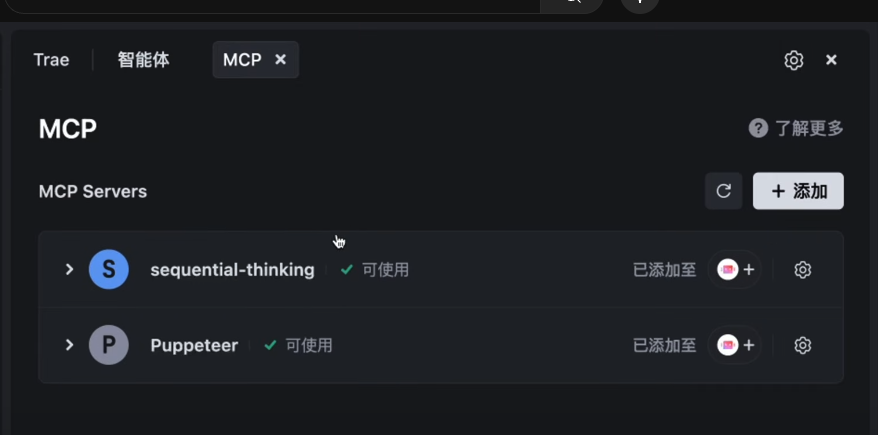 Trae 智能体 MCP
MCP
了解更多
MCP Servers
添加
S sequential-thinking 可使用 已添加至
P Puppeteer 可使用 已添加至